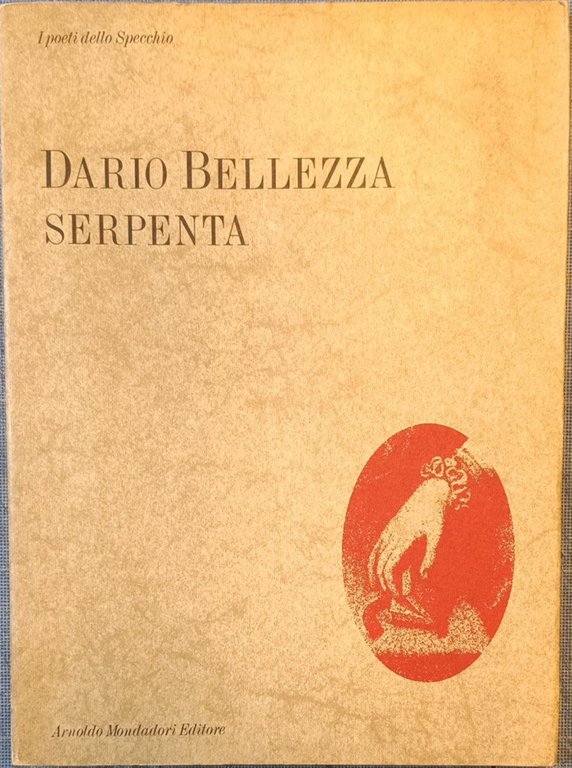 I poeti dello Specchio
DARIO BELLEZZA
SERPENTA
Arnoldo Mondadori Editore